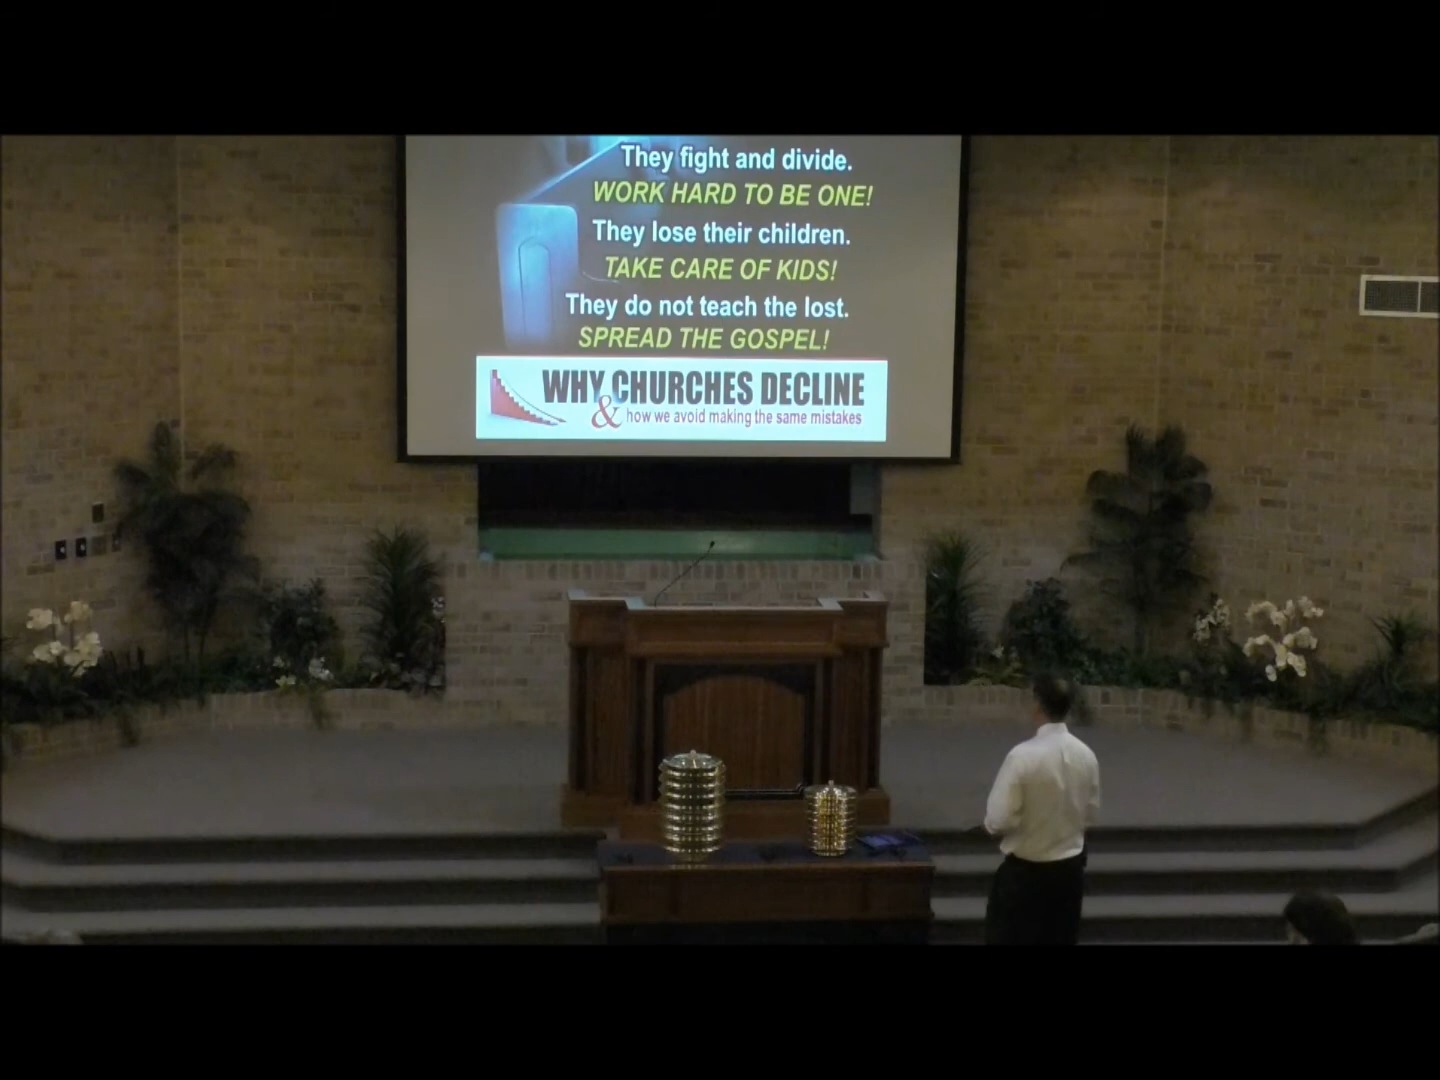 They fight and divide.
WORK HARD TO BE ONE!
They lose their children.
TAKE CARE OF KIDS!
They do not teach the lost.
SPREAD THE GOSPEL!
WHY CHURCHES DECLINE
& how we avoid making the same mistakes